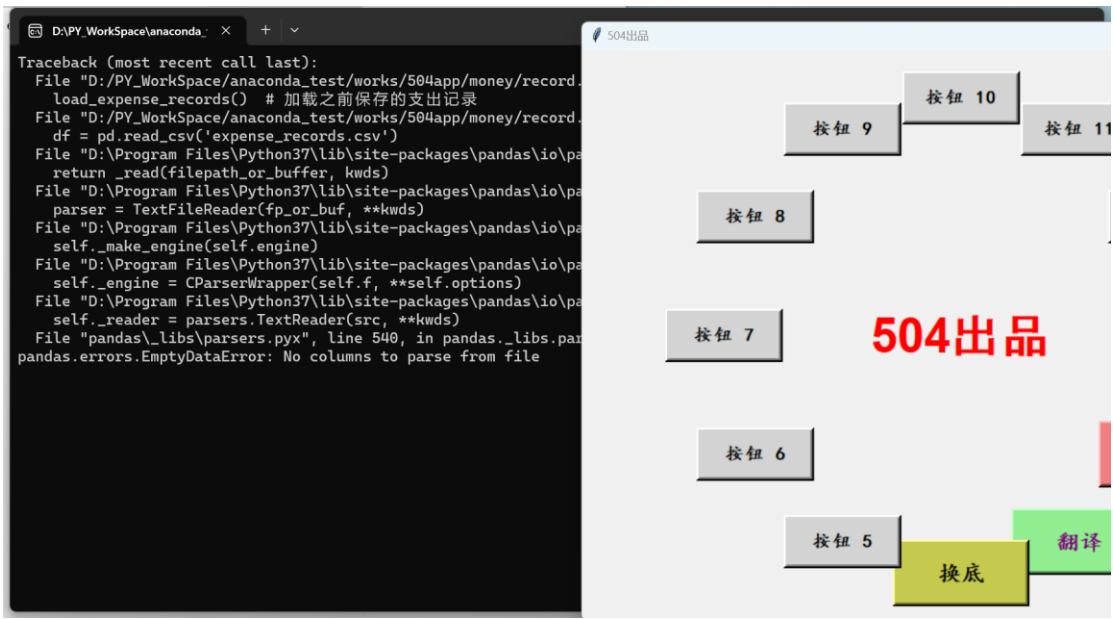 D:\PY_WorkSpace\anaconda_
Traceback (most recent call last):
File "D:/PY_WorkSpace/anaconda_test/works/504app/money/record.
load_expense_records()  # 加载之前保存的支出记录
File "D:/PY_WorkSpace/anaconda_test/works/504app/money/record.
df = pd.read_csv('expense_records.csv')
File "D:\Program Files\Python37\lib\site-packages\pandas\io\pa
return _read(filepath_or_buffer, kwds)
File "D:\Program Files\Python37\lib\site-packages\pandas\io\pa
parser = TextFileReader(fp_or_buf, **kwds)
File "D:\Program Files\Python37\lib\site-packages\pandas\io\pa
self._make_engine(self.engine)
File "D:\Program Files\Python37\lib\site-packages\pandas\io\pa
self._engine = CParserWrapper(self.f, **self.options)
File "D:\Program Files\Python37\lib\site-packages\pandas\io\pa
self._reader = parsers.TextReader(src, **kwds)
File "pandas\_libs\parsers.pyx", line 540, in pandas._libs.par
pandas.errors.EmptyDataError: No columns to parse from file
504出品
按钮 10
按钮 9
按钮 11
按钮 8
按钮 7
504出品
按钮 6
按钮 5
翻译
换底